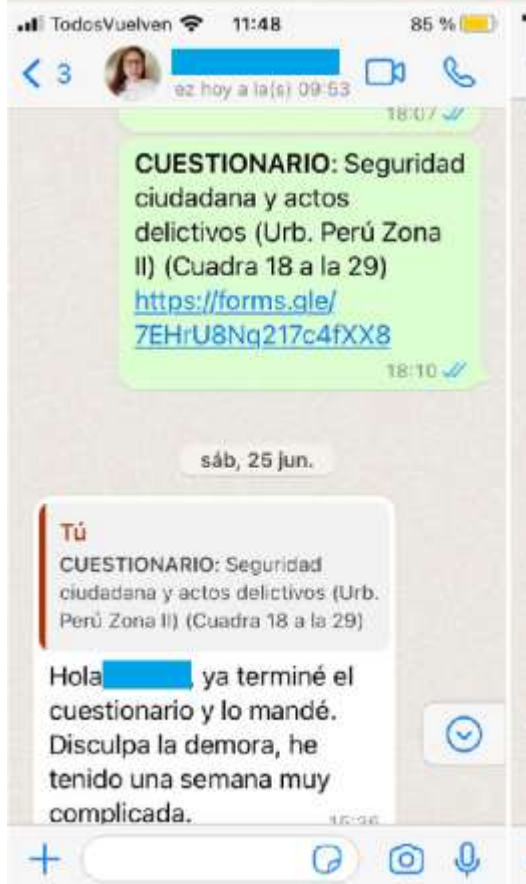 TodosVuelven 11:48 85 %
3
ez hoy a la(s) 09:53
18:07
CUESTIONARIO: Seguridad
ciudadana y actos
delictivos (Urb. Perú Zona
II) (Cuadra 18 a la 29)
https://forms.gle/
7EHrU8Nq217c4fXX8
18:10
sáb, 25 jun.
Tú
CUESTIONARIO: Seguridad
ciudadana y actos delictivos (Urb.
Perú Zona II) (Cuadra 18 a la 29)
Hola , ya terminé el
cuestionario y lo mandé.
Disculpa la demora, he
tenido una semana muy
complicada.